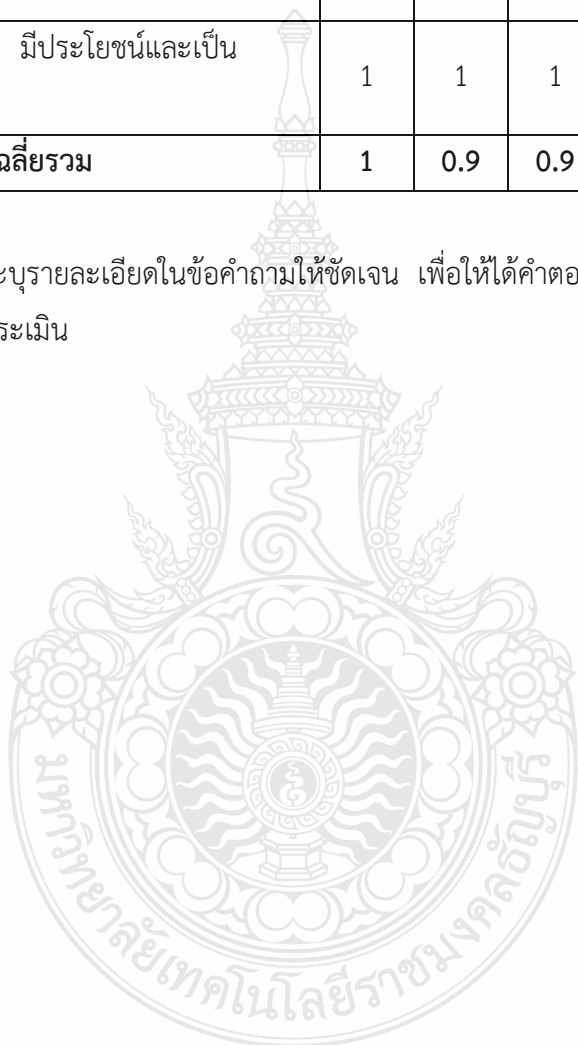 มีประโยชน์และเป็น
1 1 1
ฉลี่ยรวม 1 0.9 0.9
ะบุรายละเอียดในข้อคำถามให้ชัดเจน เพื่อให้ได้คำตอ
ระเมิน
มหาวิทยาลัยเทคโนโลยีราชมงคลธัญบุรี